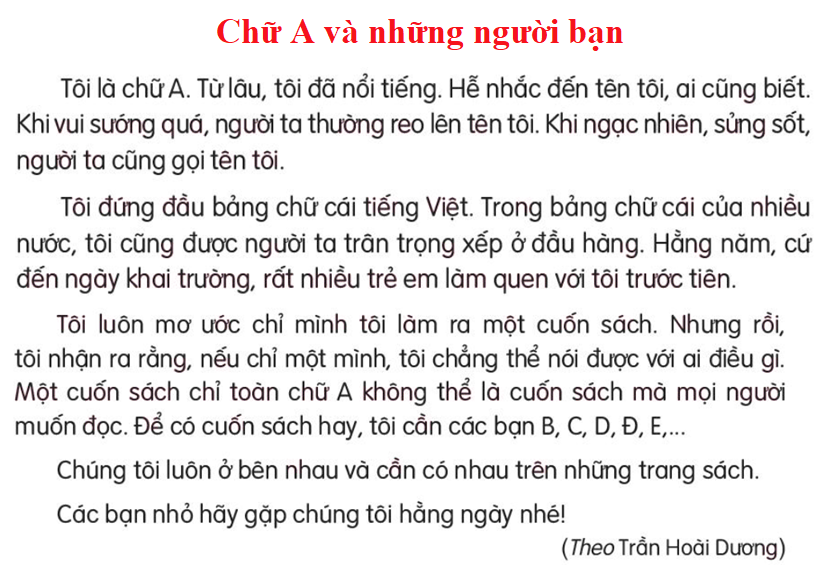 Chữ A và những người bạn
Tôi là chữ A. Từ lâu, tôi đã nổi tiếng. Hễ nhắc đến tên tôi, ai cũng biết.
Khi vui sướng quá, người ta thường reo lên tên tôi. Khi ngạc nhiên, sửng sốt,
người ta cũng gọi tên tôi.
Tôi đứng đầu bảng chữ cái tiếng Việt. Trong bảng chữ cái của nhiều
nước, tôi cũng được người ta trân trọng xếp ở đầu hàng. Hằng năm, cứ
đến ngày khai trường, rất nhiều trẻ em làm quen với tôi trước tiên.
Tôi luôn mơ ước chỉ mình tôi làm ra một cuốn sách. Nhưng rồi,
tôi nhận ra rằng, nếu chỉ một mình, tôi chẳng thể nói được với ai điều gì.
Một cuốn sách chỉ toàn chữ A không thể là cuốn sách mà mọi người
muốn đọc. Để có cuốn sách hay, tôi cần các bạn B, C, D, Đ, E,...
Chúng tôi luôn ở bên nhau và cần có nhau trên những trang sách.
Các bạn nhỏ hãy gặp chúng tôi hằng ngày nhé!
(Theo Trần Hoài Dương)